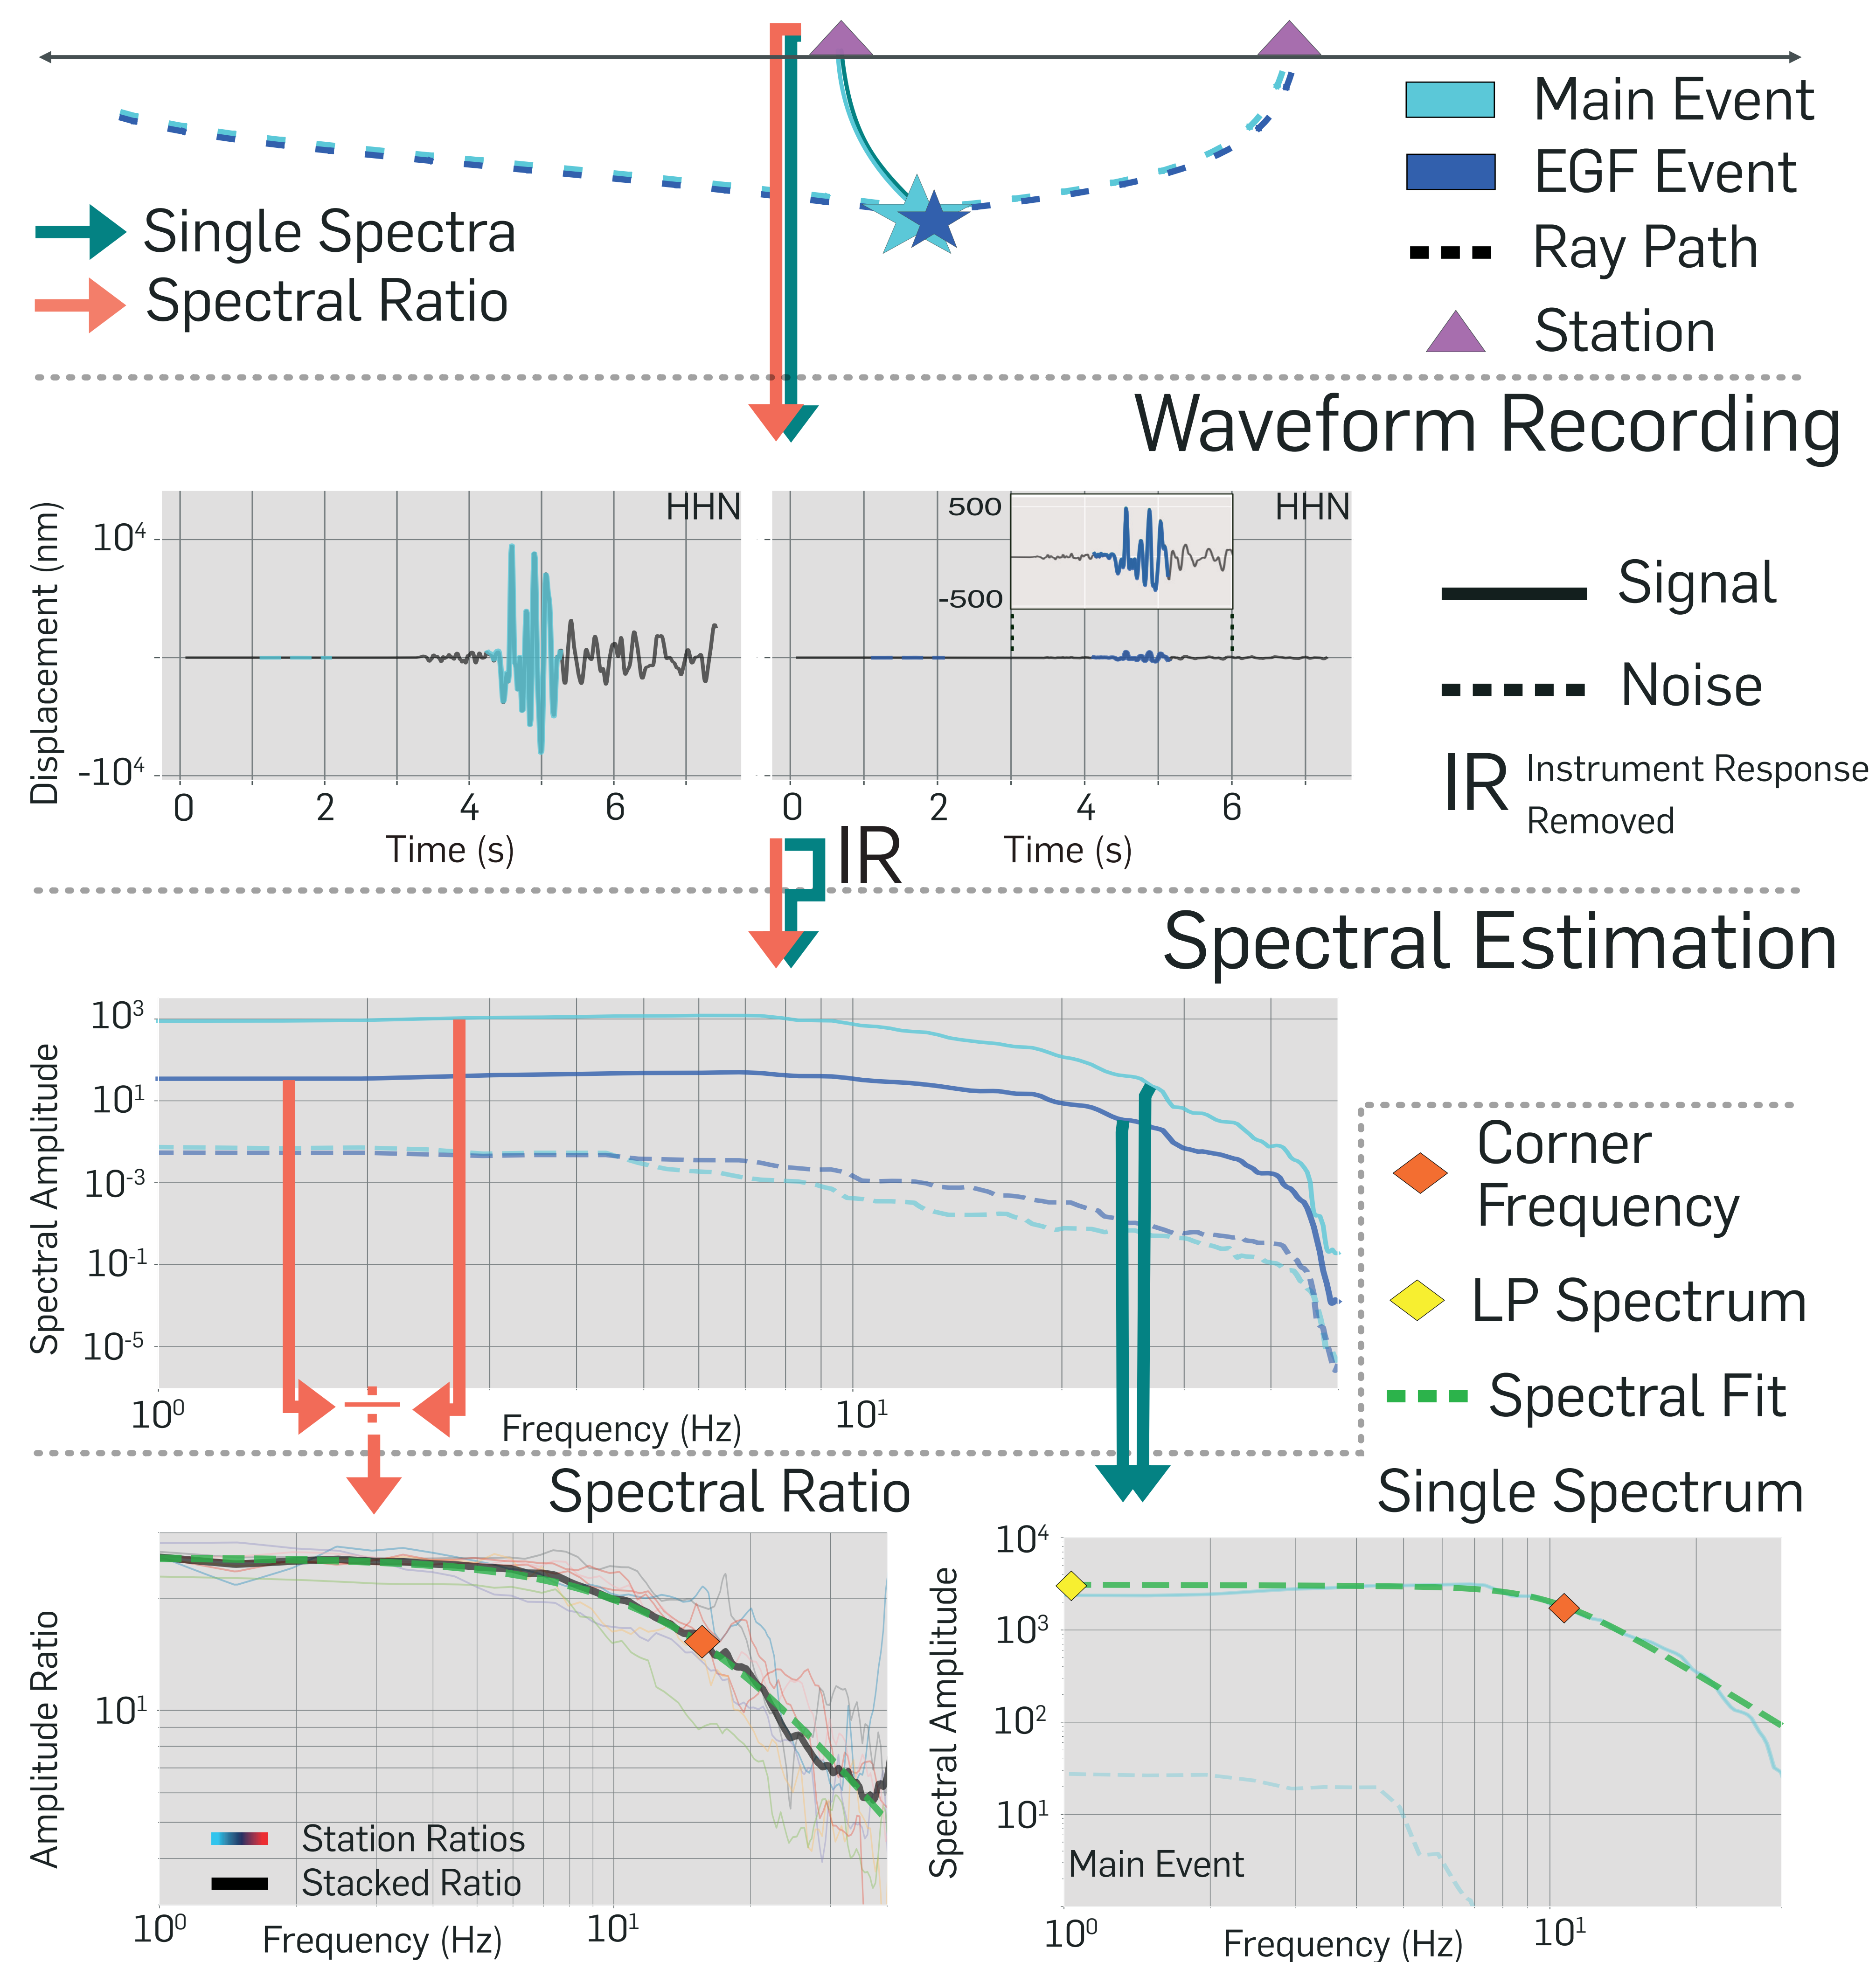 Main Event
EGF Event
Ray Path
Station
Single Spectra
Spectral Ratio
Waveform Recording
Displacement (nm)
10⁴
-10⁴
HHN
0 2 4 6
Time (s)
500
-500
HHN
0 2 4 6
Time (s)
Signal
Noise
IR Instrument Response
Removed
IR
Spectral Estimation
Spectral Amplitude
10³
10¹
10⁻³
10⁻¹
10⁻⁵
10⁰ 10¹
Frequency (Hz)
Corner
Frequency
LP Spectrum
Spectral Fit
Spectral Ratio
Amplitude Ratio
10¹
Station Ratios
Stacked Ratio
10⁰ 10¹
Frequency (Hz)
Single Spectrum
Spectral Amplitude
10⁴
10³
10²
10¹
Main Event
10⁰ 10¹
Frequency (Hz)